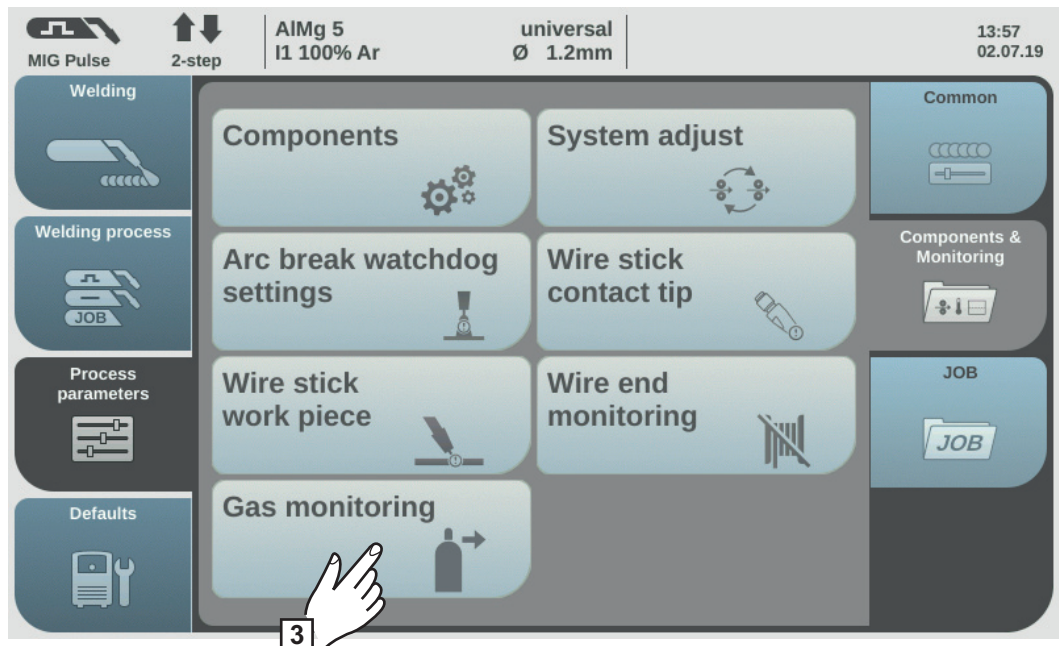 MIG Pulse
2-step
AlMg 5
I1 100% Ar
universal
Ø 1.2mm
13:57
02.07.19
Welding
Welding process
JOB
Process
parameters
Defaults
Components
System adjust
Arc break watchdog
settings
Wire stick
contact tip
Wire stick
work piece
Wire end
monitoring
Gas monitoring
3
Common
Components &
Monitoring
JOB
JOB